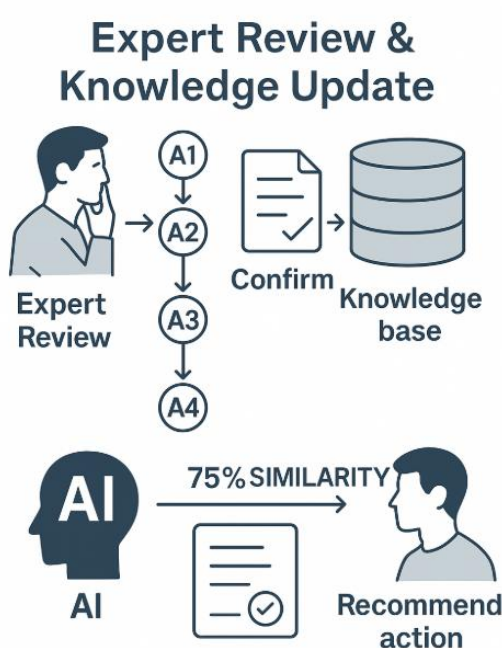 Expert Review &
Knowledge Update
A1
A2
A3
A4
Expert
Review
Confirm
Knowledge
base
AI
AI
75% SIMILARITY
Recommend
action